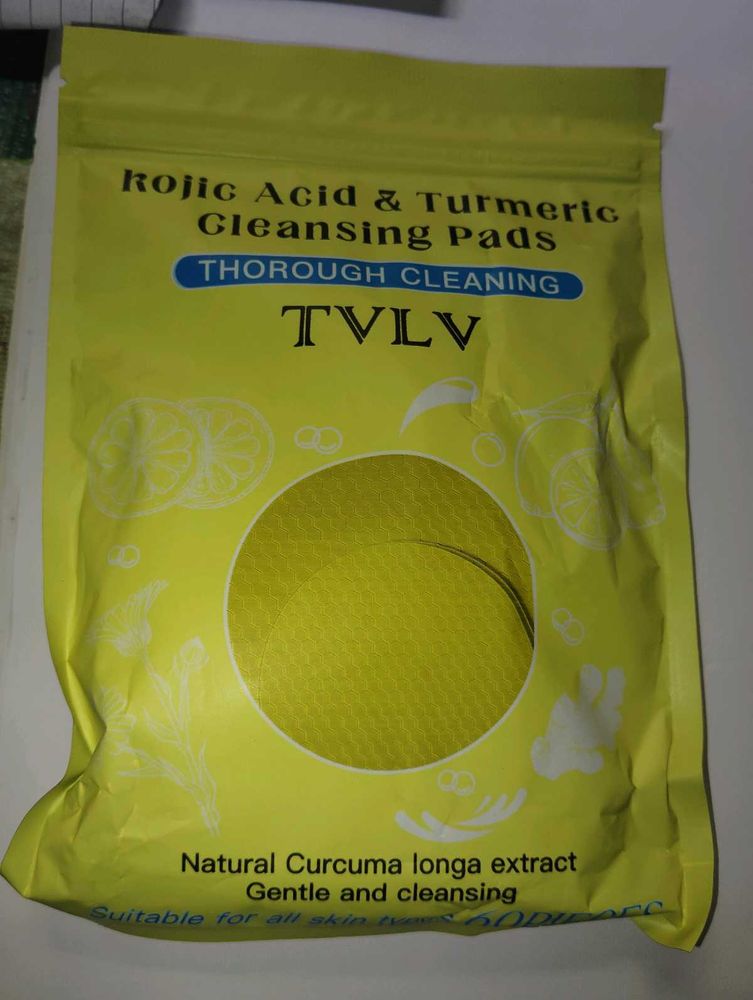 Kojic Acid & Turmeric
Cleansing Pads
THOROUGH CLEANING
TVLV
Natural Curcuma longa extract
Gentle and cleansing
Suitable for all skin types 60PIECES